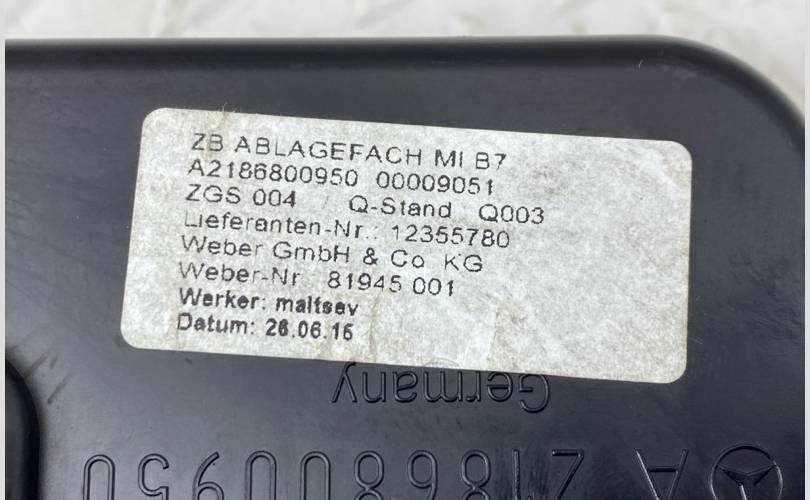 ZB ABLAGEFACH MI B7
A2186800950 00009051
ZGS 004 / Q-Stand Q003
Lieferanten-Nr.: 12355780
Weber GmbH & Co KG
Weber-Nr 81945 001
Werker: maltsev
Datum: 26.06.15
Germany
A 2186800950